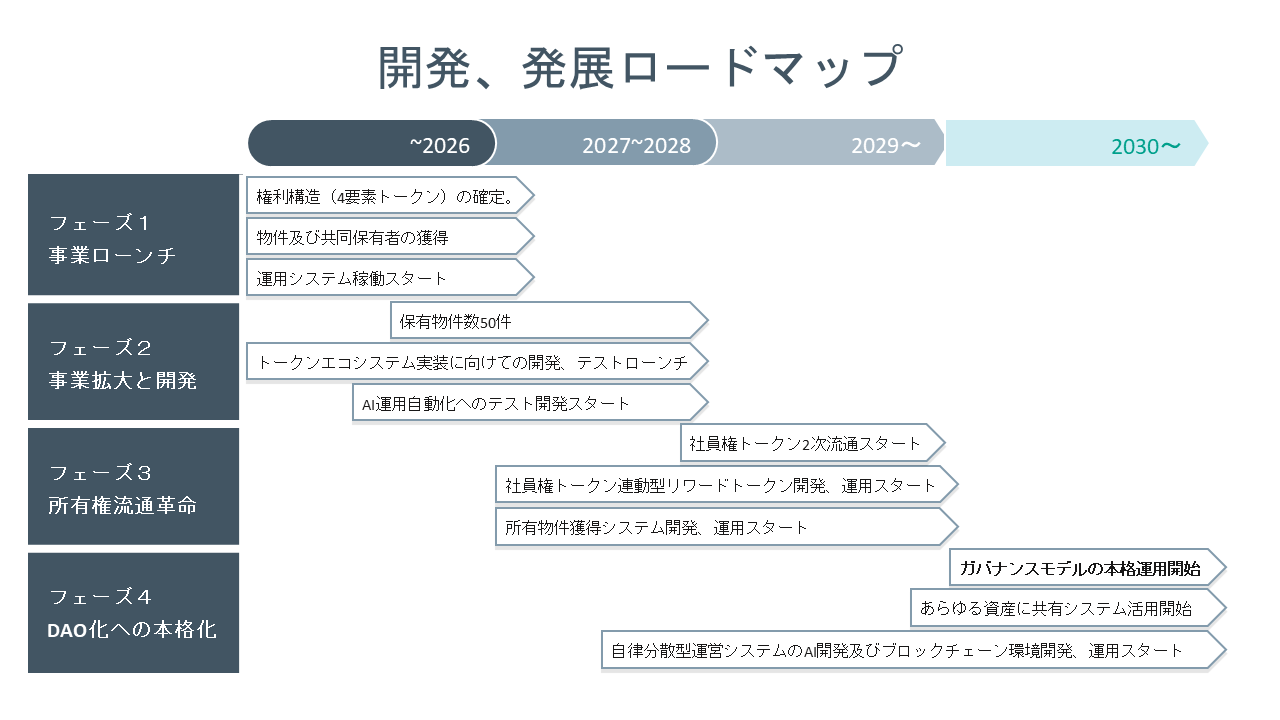 開発、発展ロードマップ
~2026
2027~2028
2029～
2030～
フェーズ１
事業ローンチ
権利構造（4要素トークン）の確定。
物件及び共同保有者の獲得
運用システム稼働スタート
フェーズ２
事業拡大と開発
保有物件数50件
トークンエコシステム実装に向けての開発、テストローンチ
AI運用自動化へのテスト開発スタート
フェーズ３
所有権流通革命
社員権トークン2次流通スタート
社員権トークン連動型リワードトークン開発、運用スタート
所有物件獲得システム開発、運用スタート
フェーズ４
DAO化への本格化
ガバナンスモデルの本格運用開始
あらゆる資産に共有システム活用開始
自律分散型運営システムのAI開発及びブロックチェーン環境開発、運用スタート